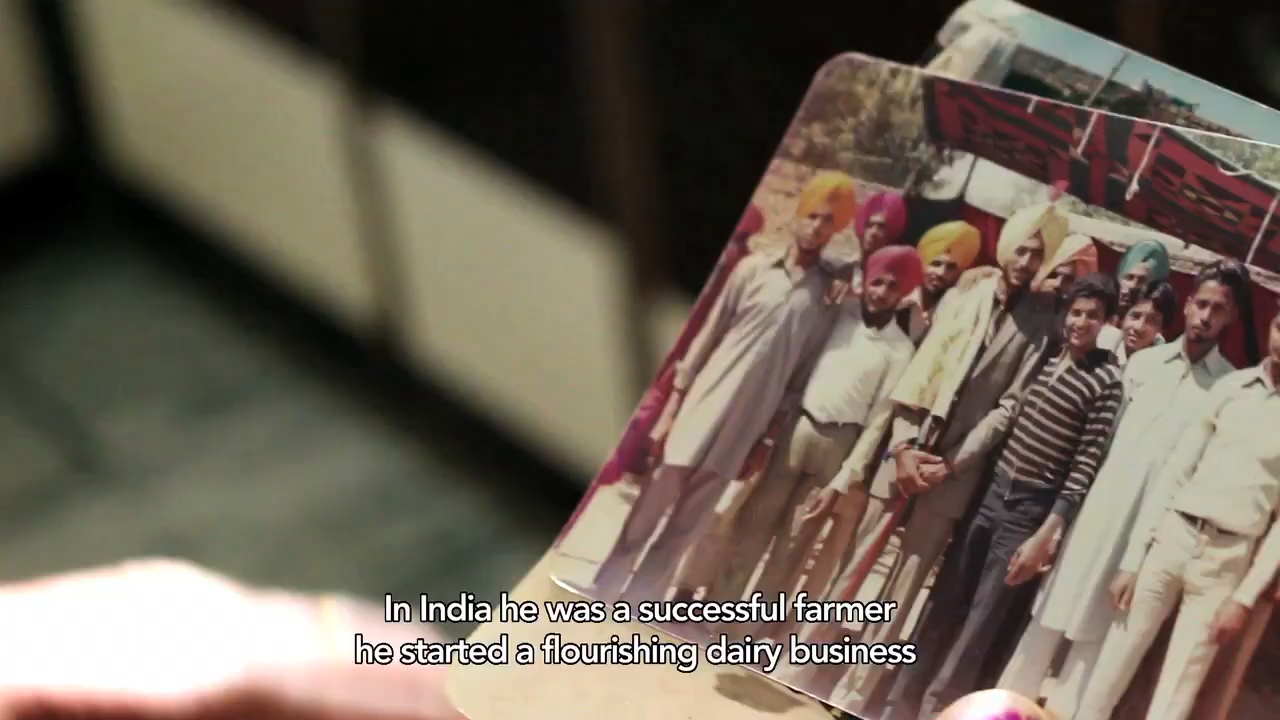 In India he was a successful farmer
he started a flourishing dairy business